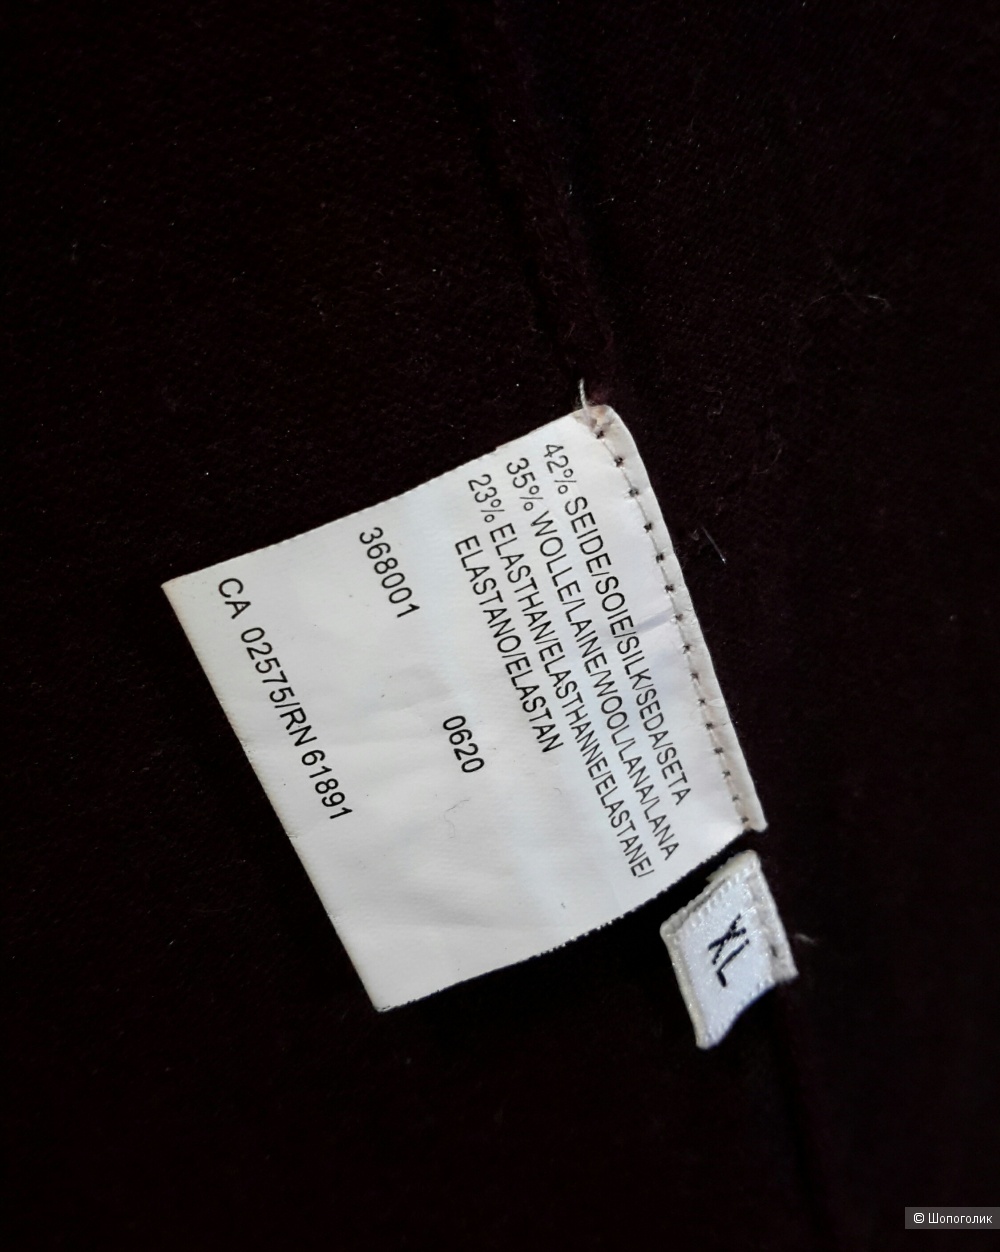 42% SEIDE/SOIE/SILK/SEDA/SETA
35% WOLLE/LAINE/WOOL/LANA/LANA
23% ELASTHAN/ELASTHANNE/ELASTANE/
ELASTANO/ELASTAN
368001
0620
CA 02575/RN 61891
XL
© Шопоголик